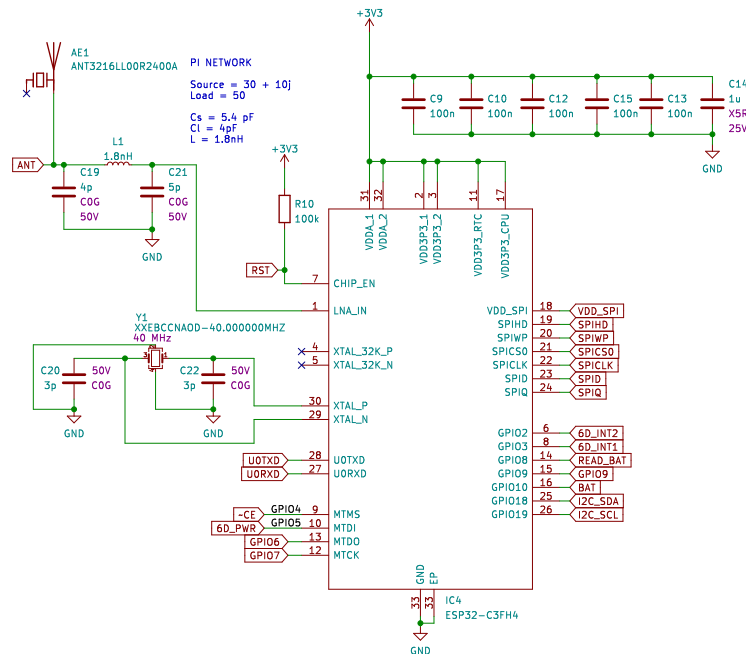 +3V3
AE1
ANT3216LL00R2400A
PI NETWORK
Source = 30 + 10j
Load = 50
Cs = 5.4 pF
Cl = 4pF
L = 1.8nH
C9
100n
C10
100n
C12
100n
C15
100n
C13
100n
C14
1u
X5R
25V
GND
ANT
L1
1.8nH
C19
4p
C0G
50V
C21
5p
C0G
50V
GND
+3V3
R10
100k
RST
31
32
2
3
11
17
VDDA_1
VDDA_2
VDD3P3_1
VDD3P3_2
VDD3P3_RTC
VDD3P3_CPU
7 CHIP_EN
1 LNA_IN
4 XTAL_32K_P
5 XTAL_32K_N
30 XTAL_P
29 XTAL_N
Y1
XXEBCCNAOD-40.000000MHZ
40 MHz
3
1
C20
3p
50V
C0G
C22
3p
50V
C0G
GND
GND
U0TXD 28 U0TXD
U0RXD 27 U0RXD
~CE GPIO4 9 MTMS
6D_PWR GPIO5 10 MTDI
GPIO6 13 MTDO
GPIO7 12 MTCK
VDD_SPI 18 VDD_SPI
SPIHD 19 SPIHD
SPIWP 20 SPIWP
SPICS0 21 SPICS0
SPICLK 22 SPICLK
SPID 23 SPID
SPIQ 24 SPIQ
GPIO2 6 6D_INT2
GPIO3 8 6D_INT1
GPIO8 14 READ_BAT
GPIO9 15 GPIO9
GPIO10 16 BAT
GPIO18 25 I2C_SDA
GPIO19 26 I2C_SCL
GND
EP
33
33
IC4
ESP32-C3FH4
GND